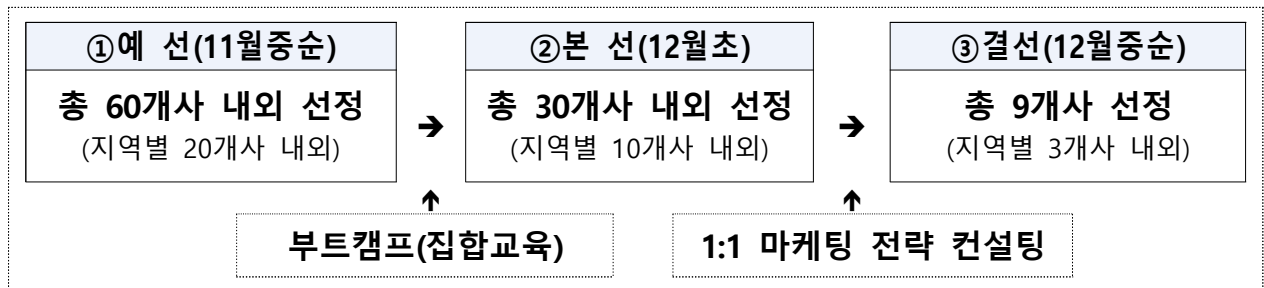 ①예 선(11월중순)
총 60개사 내외 선정
(지역별 20개사 내외)
➔
②본 선(12월초)
총 30개사 내외 선정
(지역별 10개사 내외)
➔
③결선(12월중순)
총 9개사 선정
(지역별 3개사 내외)
부트캠프(집합교육)
1:1 마케팅 전략 컨설팅